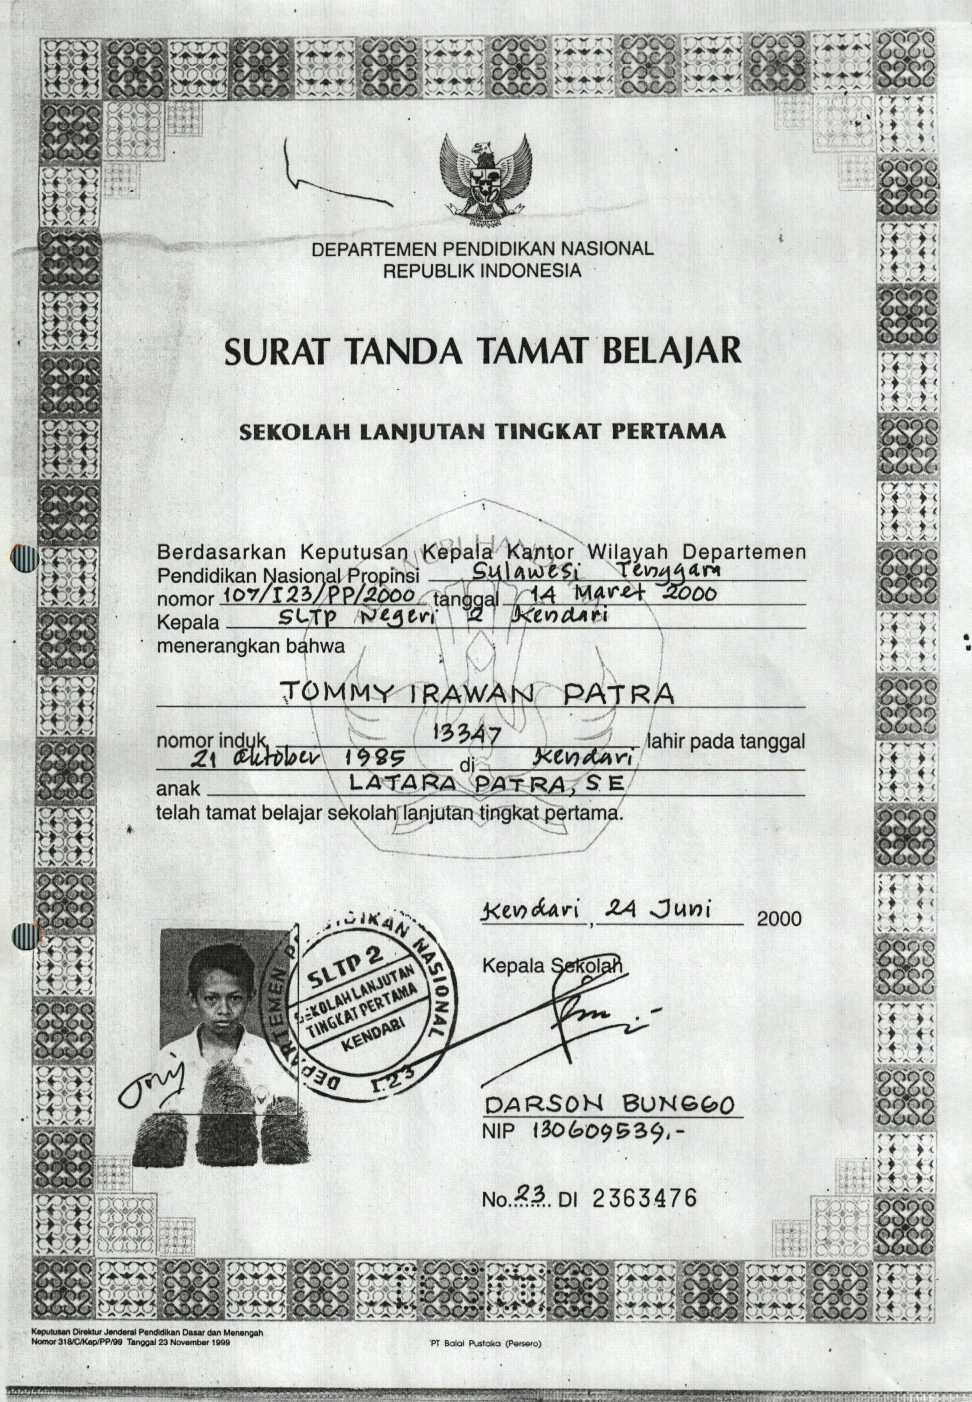 DEPARTEMEN PENDIDIKAN NASIONAL
REPUBLIK INDONESIA
SURAT TANDA TAMAT BELAJAR
SEKOLAH LANJUTAN TINGKAT PERTAMA
Berdasarkan Keputusan Kepala Kantor Wilayah Departemen
Pendidikan Nasional Propinsi Sulawesi Tenggara
nomor 107/I23/PP/2000 tanggal 14 Maret 2000
Kepala SLTP Negeri 2 Kendari
menerangkan bahwa
TOMMY IRAWAN PATRA
nomor induk 13347 lahir pada tanggal
21 Oktober 1985 di Kendari
anak LATARA PATRA, SE
telah tamat belajar sekolah lanjutan tingkat pertama.
Kendari, 24 Juni 2000
Kepala Sekolah
DEPARTEMEN PENDIDIKAN NASIONAL
SLTP 2
SEKOLAH LANJUTAN
TINGKAT PERTAMA
KENDARI
I.23
DARSON BUNGGO
NIP 130609539.-
No. 23 DI 2363476
Keputusan Direktur Jenderal Pendidikan Dasar dan Menengah
Nomor 318/C/Kep/PP/99 Tanggal 23 November 1999
PT Balai Pustaka (Persero)